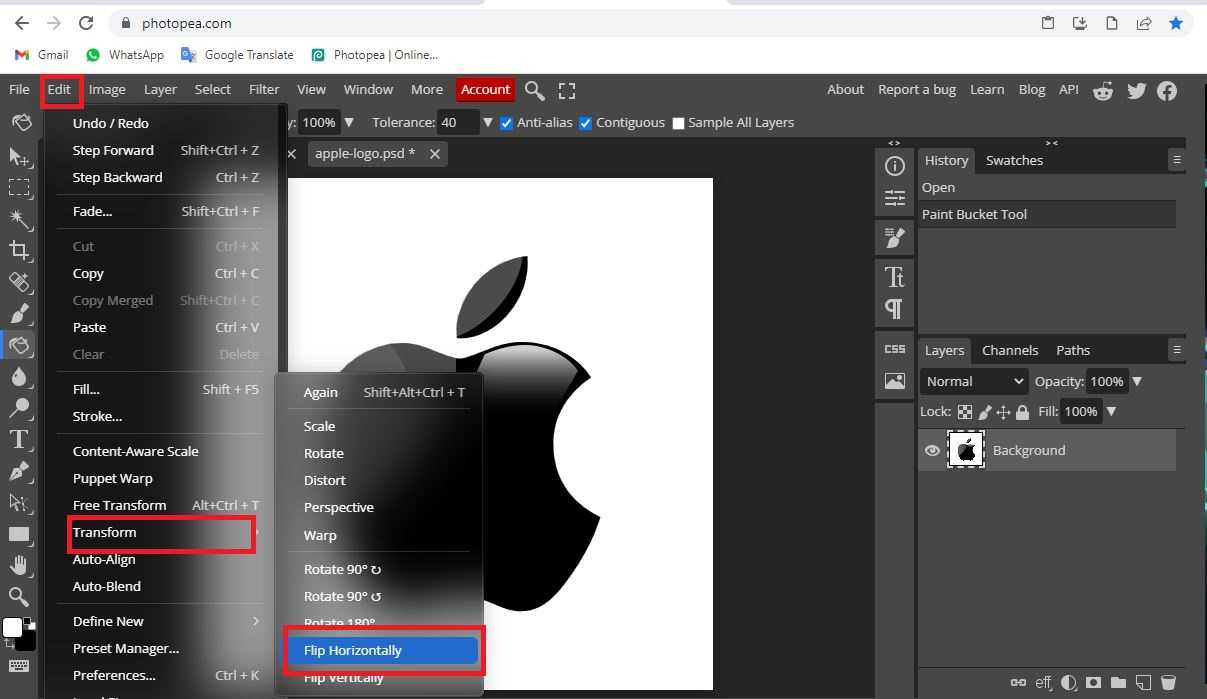 photopea.com
Gmail WhatsApp Google Translate Photopea | Online...
File Edit Image Layer Select Filter View Window More Account About Report a bug Learn Blog API
y: 100% Tolerance: 40 Anti-alias Contiguous Sample All Layers
apple-logo.psd *
Undo / Redo
Step Forward Shift+Ctrl + Z
Step Backward Ctrl + Z
Fade... Shift+Ctrl + F
Cut Ctrl + X
Copy Ctrl + C
Copy Merged Shift+Ctrl + C
Paste Ctrl + V
Clear Delete
Fill... Shift + F5
Stroke...
Content-Aware Scale
Puppet Warp
Free Transform Alt+Ctrl + T
Transform
Auto-Align
Auto-Blend
Define New
Preset Manager...
Preferences... Ctrl + K
Again Shift+Alt+Ctrl + T
Scale
Rotate
Distort
Perspective
Warp
Rotate 90° ↻
Rotate 90° ↺
Rotate 180°
Flip Horizontally
Flip Vertically
CSS
History Swatches
Open
Paint Bucket Tool
Layers Channels Paths
Normal Opacity: 100%
Lock: Fill: 100%
Background
eff